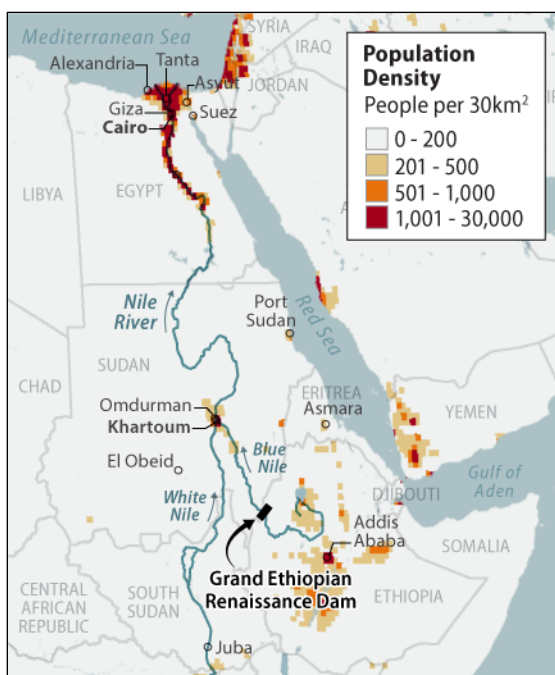 SYRIA
Mediterranean Sea
IRAQ
Alexandria
Tanta
Asyut
JORDAN
Giza
Suez
Cairo
LIBYA
EGYPT
Population
Density
People per 30km²
0 - 200
201 - 500
501 - 1,000
1,001 - 30,000
Nile
River
Port
Sudan
Red Sea
SUDAN
CHAD
ERITREA
Asmara
YEMEN
Omdurman
Khartoum
El Obeid
Blue
Nile
White
Nile
Gulf of
Aden
DJIBOUTI
Addis
Ababa
SOMALIA
Grand Ethiopian
Renaissance Dam
CENTRAL
AFRICAN
REPUBLIC
SOUTH
SUDAN
ETHIOPIA
Juba